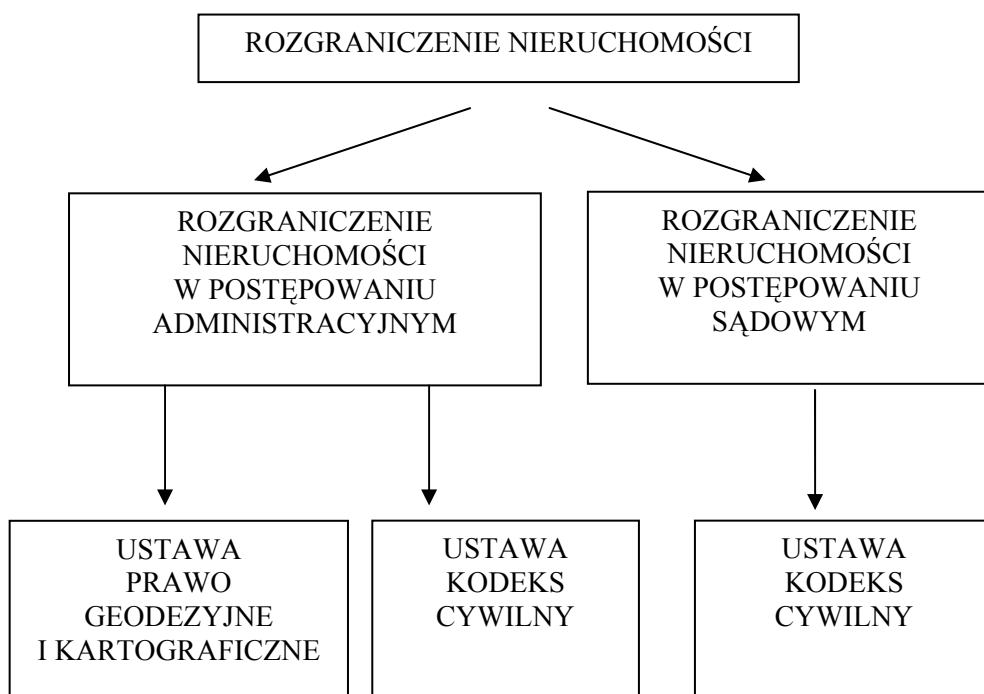 ROZGRANICZENIE NIERUCHOMOŚCI
ROZGRANICZENIE
NIERUCHOMOŚCI
W POSTĘPOWANIU
ADMINISTRACYJNYM
ROZGRANICZENIE
NIERUCHOMOŚCI
W POSTĘPOWANIU
SĄDOWYM
USTAWA
PRAWO
GEODEZYJNE
I KARTOGRAFICZNE
USTAWA
KODEKS
CYWILNY
USTAWA
KODEKS
CYWILNY